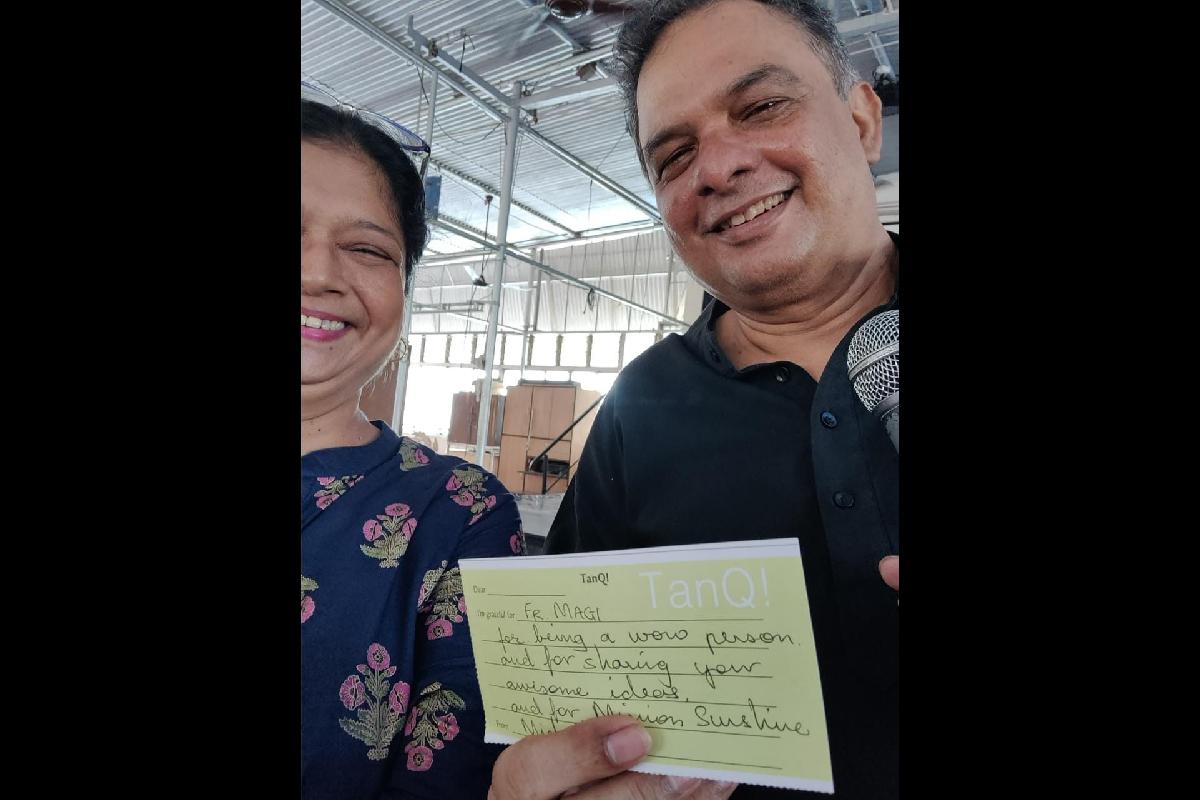 TanQ!
TanQ!
Dear
I'm grateful for FR MAGI
for being a wow person.
and for sharing your
awesome ideas,
and for Minion Sunshine
From